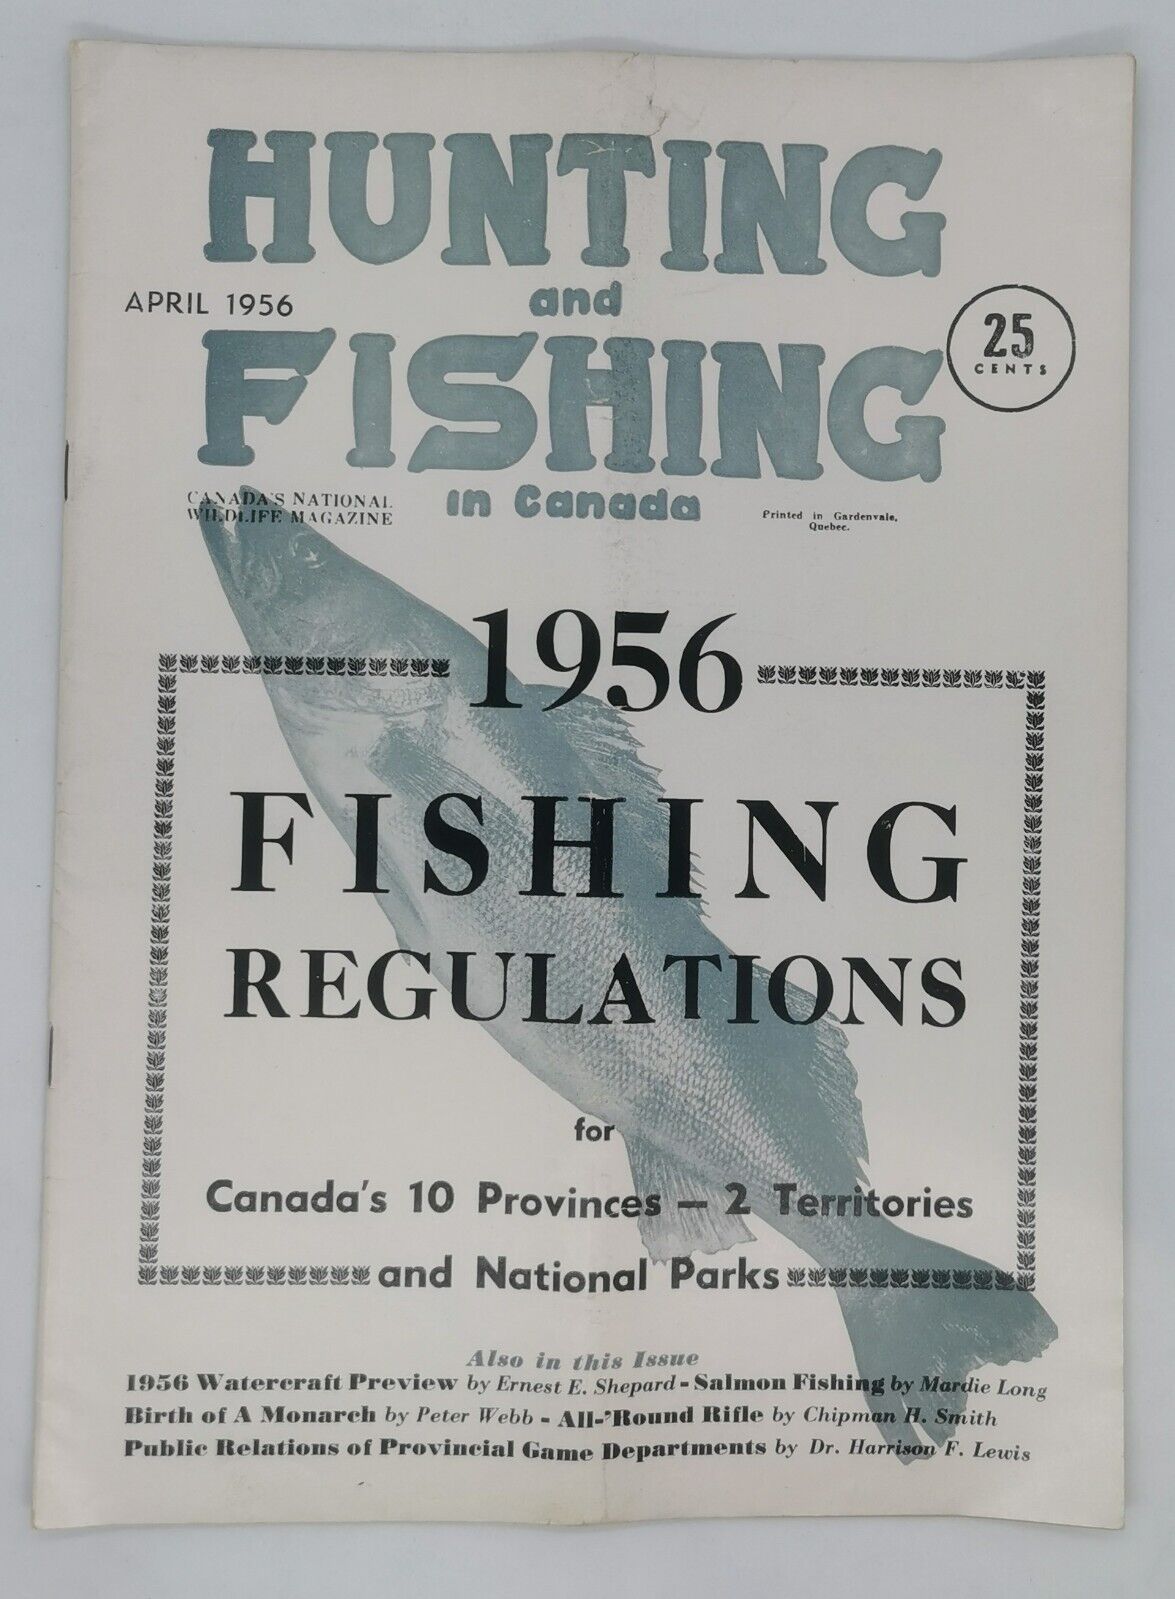 HUNTING
and
APRIL 1956
FISHING
25
CENTS
in Canada
CANADA'S NATIONAL
WILDLIFE MAGAZINE
Printed in Gardenvale,
Quebec.
1956
FISHING
REGULATIONS
for
Canada's 10 Provinces — 2 Territories
and National Parks
Also in this Issue
1956 Watercraft Preview by Ernest E. Shepard - Salmon Fishing by Mardie Long
Birth of A Monarch by Peter Webb - All-'Round Rifle by Chipman H. Smith
Public Relations of Provincial Game Departments by Dr. Harrison F. Lewis